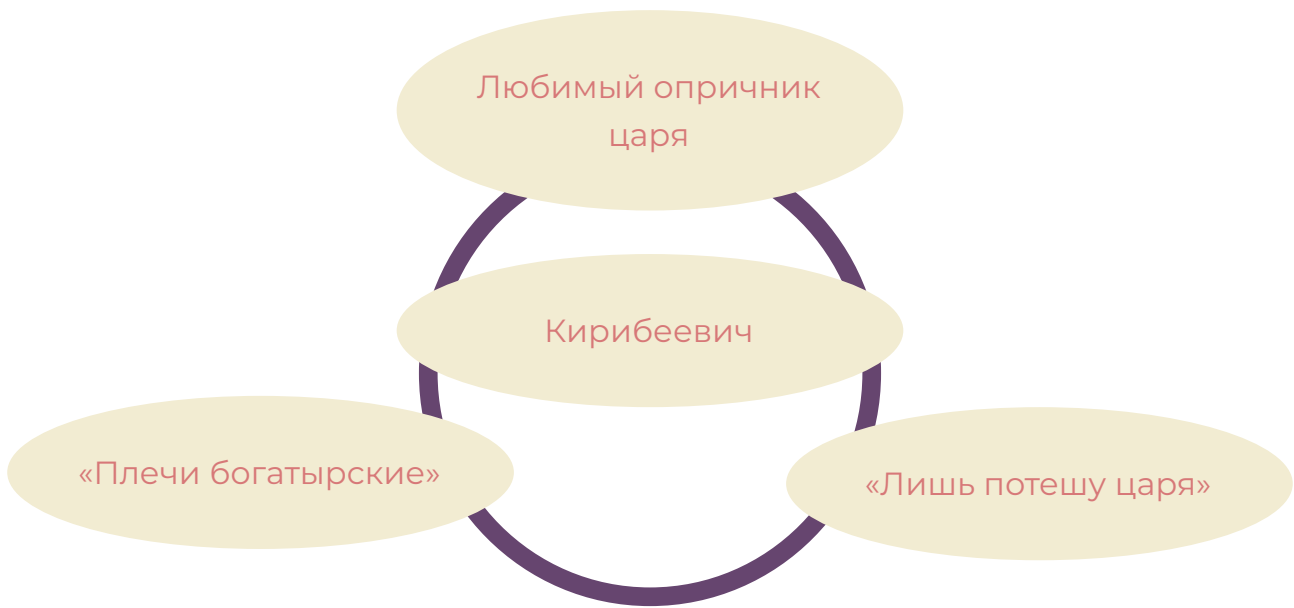 Любимый опричник
царя
Кирибеевич
«Плечи богатырские»
«Лишь потешу царя»